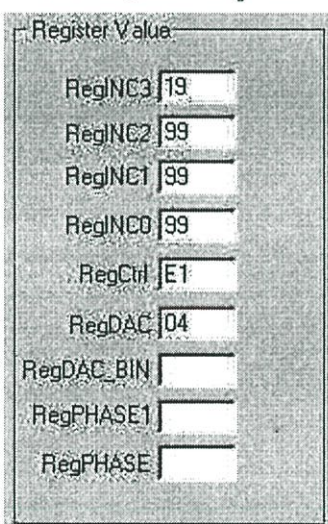 Register Value
RegINC3 19
RegINC2 99
RegINC1 99
RegINC0 99
RegCtrl E1
RegDAC 04
RegDAC_BIN
RegPHASE1
RegPHASE